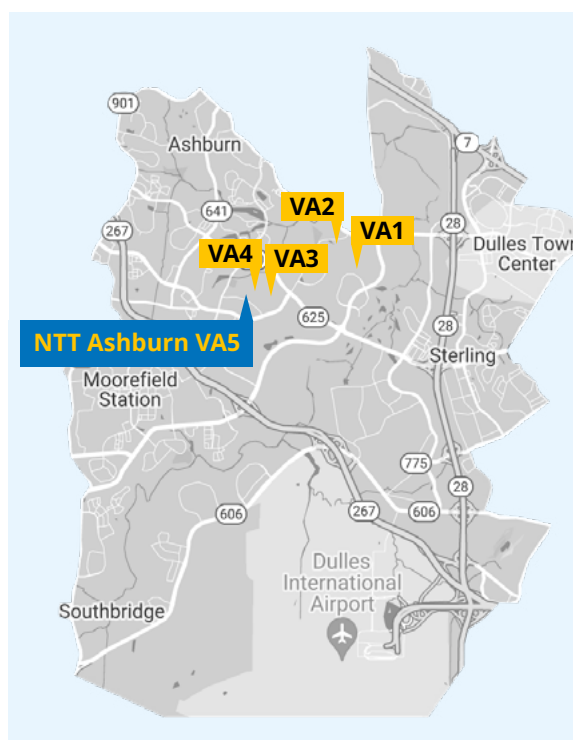 901
Ashburn
7
641
VA2
VA1
28
267
Dulles Town
Center
VA4
VA3
625
28
NTT Ashburn VA5
Sterling
Moorefield
Station
775
28
606
267
606
Dulles
International
Airport
Southbridge